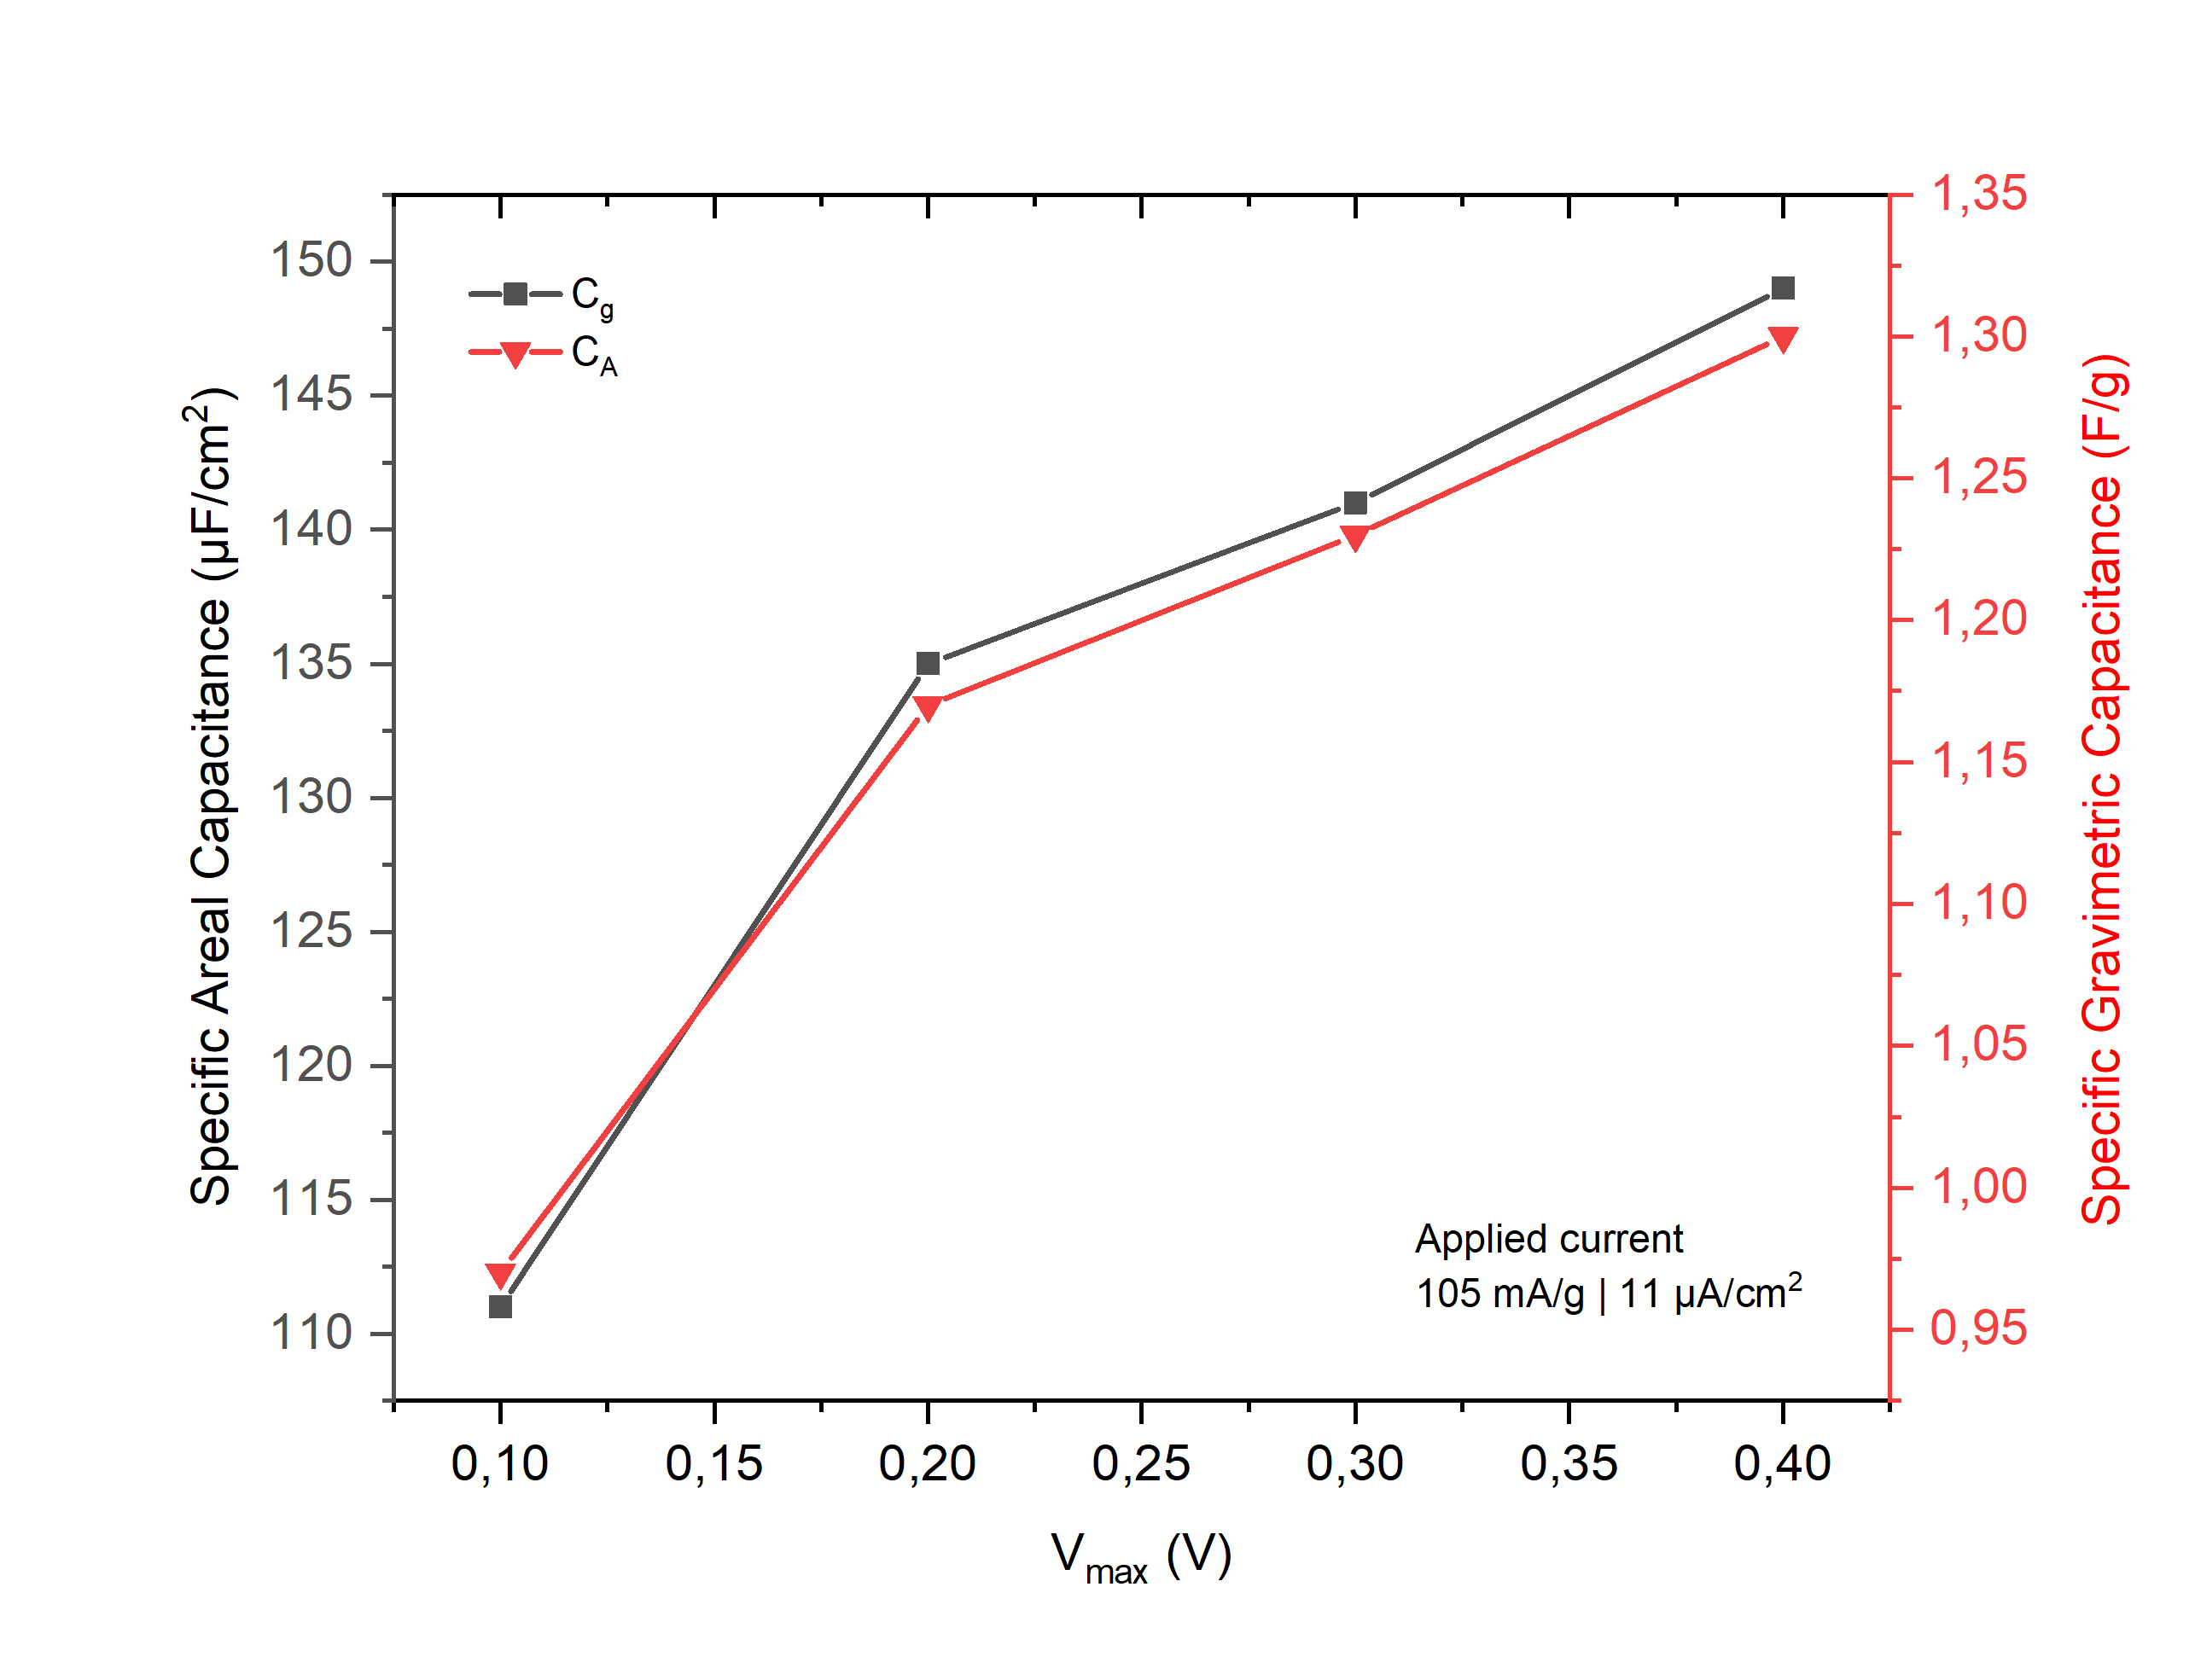 Cg
CA
Specific Areal Capacitance (µF/cm²)
150
145
140
135
130
125
120
115
110
1,35
1,30
1,25
1,20
1,15
1,10
1,05
1,00
0,95
Specific Gravimetric Capacitance (F/g)
Applied current
105 mA/g | 11 µA/cm²
0,10 0,15 0,20 0,25 0,30 0,35 0,40
Vmax (V)